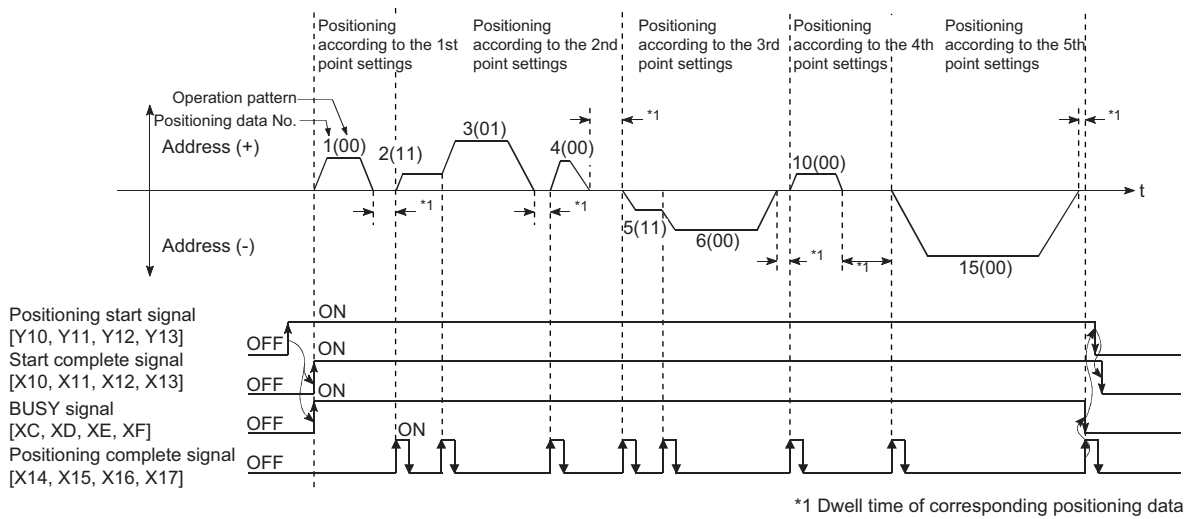 Positioning
according to the 1st
point settings
Positioning
according to the 2nd
point settings
Positioning
according to the 3rd
point settings
Positioning
according to the 4th
point settings
Positioning
according to the 5th
point settings
Operation pattern
Positioning data No.
Address (+)
1(00)
2(11)
3(01)
4(00)
*1
*1
10(00)
t
*1
*1
5(11)
6(00)
*1
*1
15(00)
Address (-)
Positioning start signal
[Y10, Y11, Y12, Y13]
OFF
ON
Start complete signal
[X10, X11, X12, X13]
OFF
ON
BUSY signal
[XC, XD, XE, XF]
OFF
ON
Positioning complete signal
[X14, X15, X16, X17]
OFF
ON
*1 Dwell time of corresponding positioning data